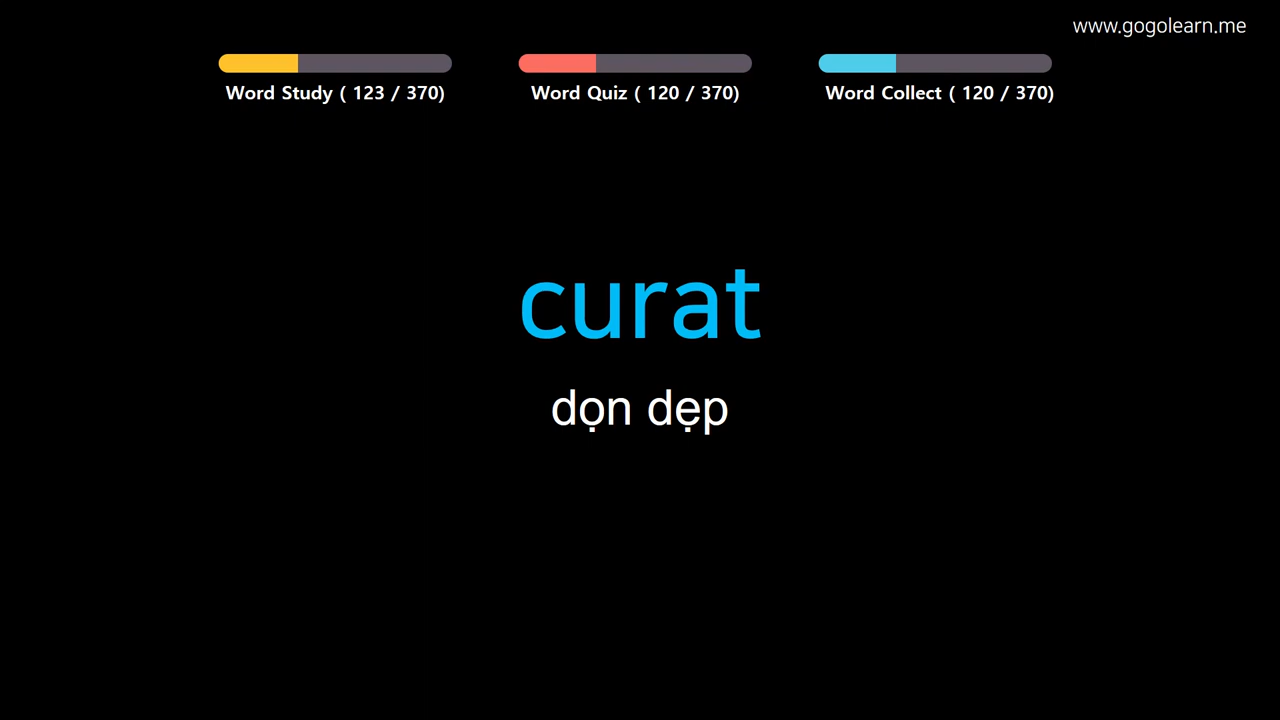 www.gogolearn.me
Word Study ( 123 / 370)
Word Quiz ( 120 / 370)
Word Collect ( 120 / 370)
curat
dọn dẹp